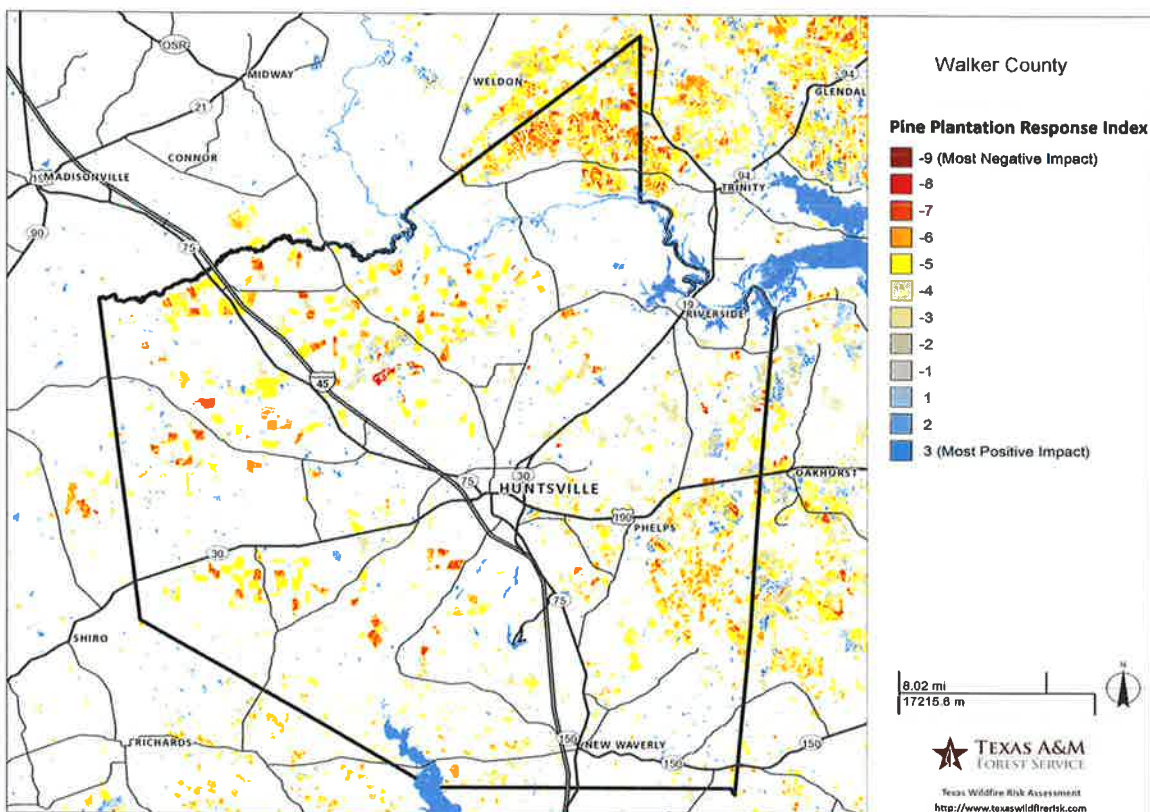 OSR
MIDWAY
WELDON
94
GLENDAL
21
CONNOR
MADISONVILLE
94
TRINITY
90
75
19
RIVERSIDE
45
75
30
HUNTSVILLE
OAKHURST
190
PHELPS
30
75
SHIRO
RICHARDS
150
NEW WAVERLY
150
150
Walker County
Pine Plantation Response Index
-9 (Most Negative Impact)
-8
-7
-6
-5
-4
-3
-2
-1
1
2
3 (Most Positive Impact)
N
8.02 mi
17215.6 m
TEXAS A&M
FOREST SERVICE
Texas Wildfire Risk Assessment
http://www.texaswildfirerisk.com